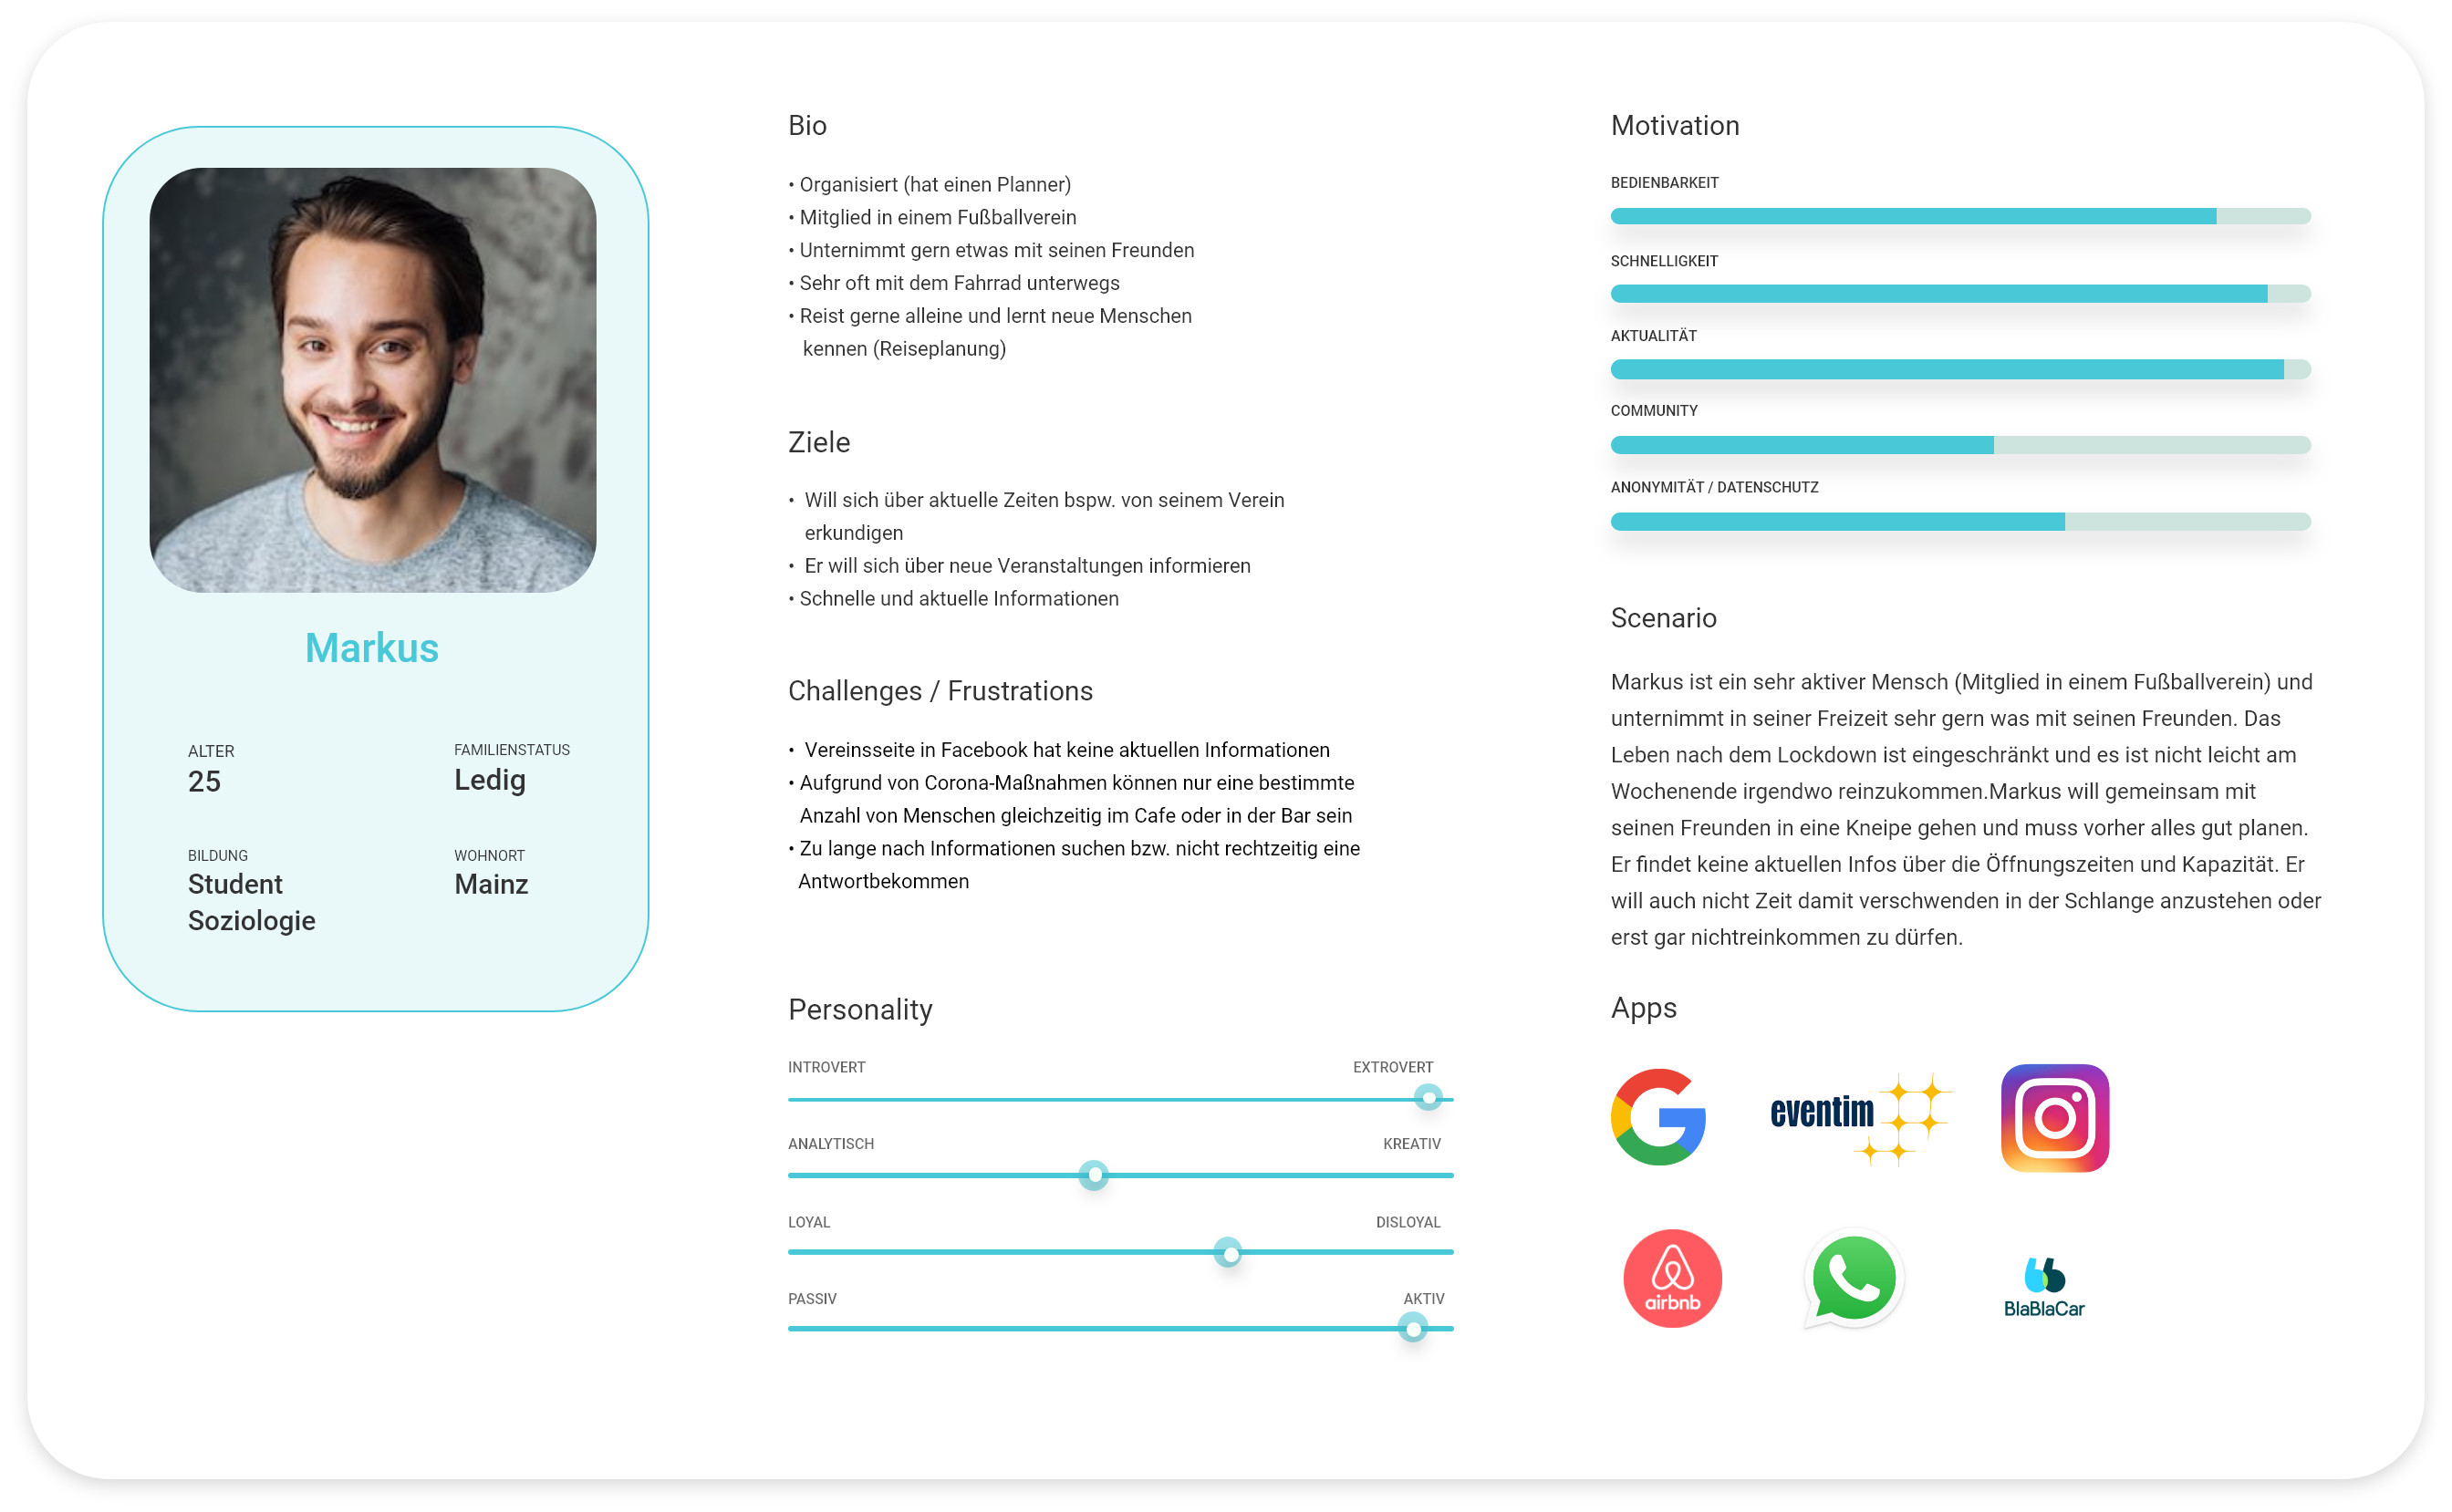 Markus
ALTER
25
FAMILIENSTATUS
Ledig
BILDUNG
Student
Soziologie
WOHNORT
Mainz
Bio
• Organisiert (hat einen Planner)
• Mitglied in einem Fußballverein
• Unternimmt gern etwas mit seinen Freunden
• Sehr oft mit dem Fahrrad unterwegs
• Reist gerne alleine und lernt neue Menschen
kennen (Reiseplanung)
Ziele
• Will sich über aktuelle Zeiten bspw. von seinem Verein
erkundigen
• Er will sich über neue Veranstaltungen informieren
• Schnelle und aktuelle Informationen
Challenges / Frustrations
• Vereinsseite in Facebook hat keine aktuellen Informationen
• Aufgrund von Corona-Maßnahmen können nur eine bestimmte
Anzahl von Menschen gleichzeitig im Cafe oder in der Bar sein
• Zu lange nach Informationen suchen bzw. nicht rechtzeitig eine
Antwortbekommen
Personality
INTROVERT EXTROVERT
ANALYTISCH KREATIV
LOYAL DISLOYAL
PASSIV AKTIV
Motivation
BEDIENBARKEIT
SCHNELLIGKEIT
AKTUALITÄT
COMMUNITY
ANONYMITÄT / DATENSCHUTZ
Scenario
Markus ist ein sehr aktiver Mensch (Mitglied in einem Fußballverein) und
unternimmt in seiner Freizeit sehr gern was mit seinen Freunden. Das
Leben nach dem Lockdown ist eingeschränkt und es ist nicht leicht am
Wochenende irgendwo reinzukommen.Markus will gemeinsam mit
seinen Freunden in eine Kneipe gehen und muss vorher alles gut planen.
Er findet keine aktuellen Infos über die Öffnungszeiten und Kapazität. Er
will auch nicht Zeit damit verschwenden in der Schlange anzustehen oder
erst gar nichtreinkommen zu dürfen.
Apps
eventim
airbnb
BlaBlaCar